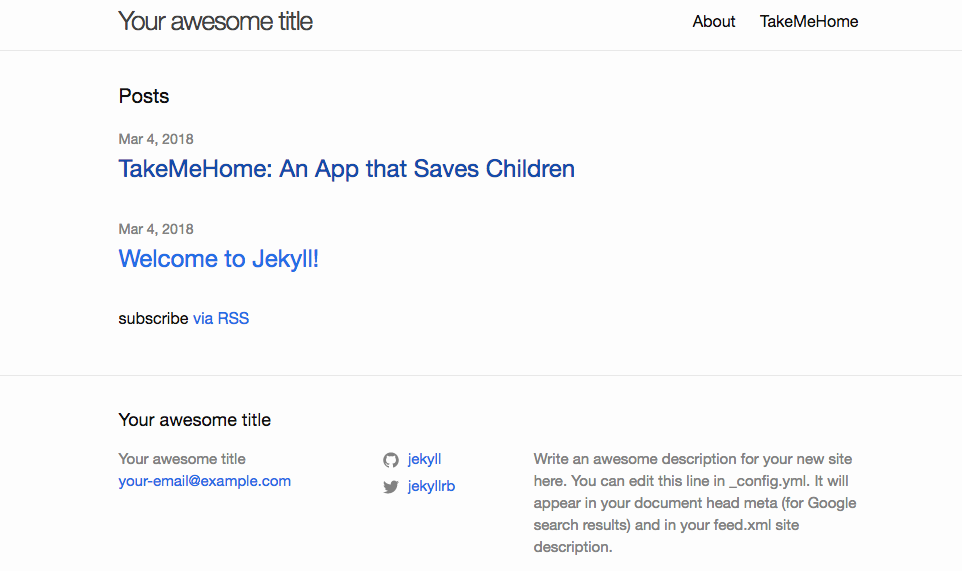 Your awesome title
About
TakeMeHome
Posts
Mar 4, 2018
TakeMeHome: An App that Saves Children
Mar 4, 2018
Welcome to Jekyll!
subscribe via RSS
Your awesome title
Your awesome title
your-email@example.com
jekyll
jekyllrb
Write an awesome description for your new site
here. You can edit this line in _config.yml. It will
appear in your document head meta (for Google
search results) and in your feed.xml site
description.